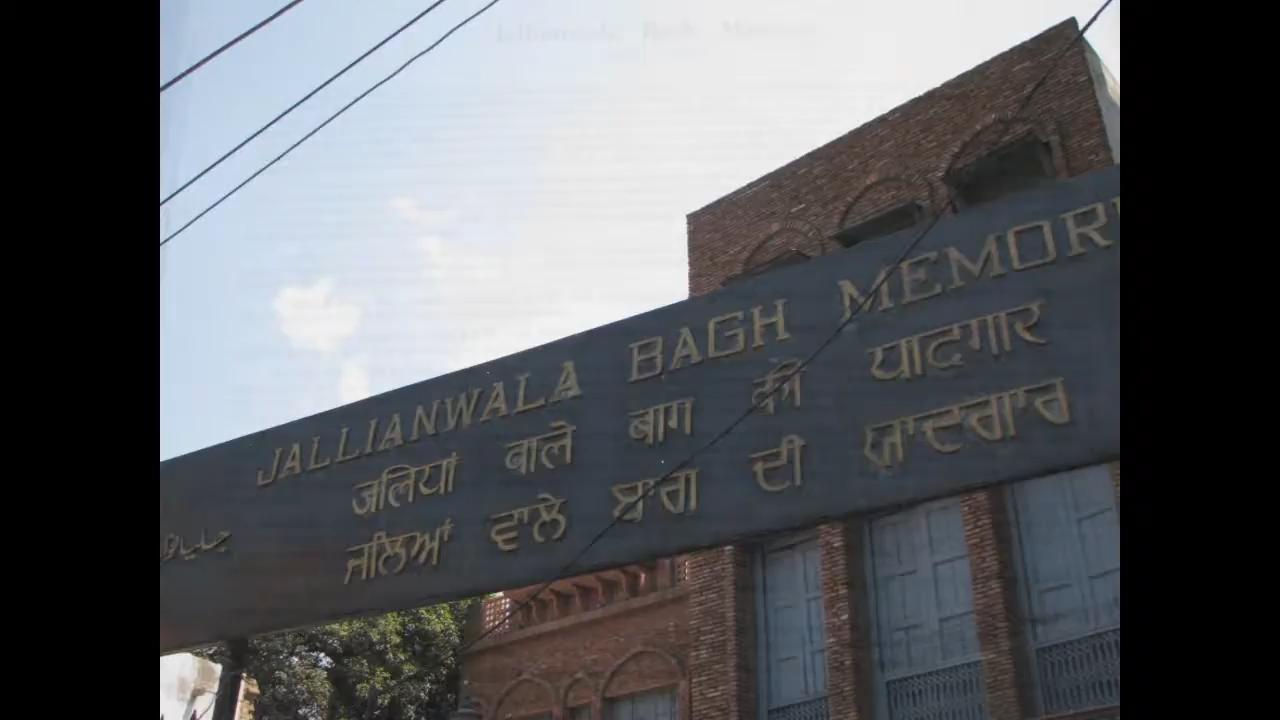 JALLIANWALA BAGH MEMORI
जलियां वाले बाग की यादगार
ਜਲਿਆਂ ਵਾਲੇ ਬਾਗ ਦੀ ਯਾਦਗਾਰ